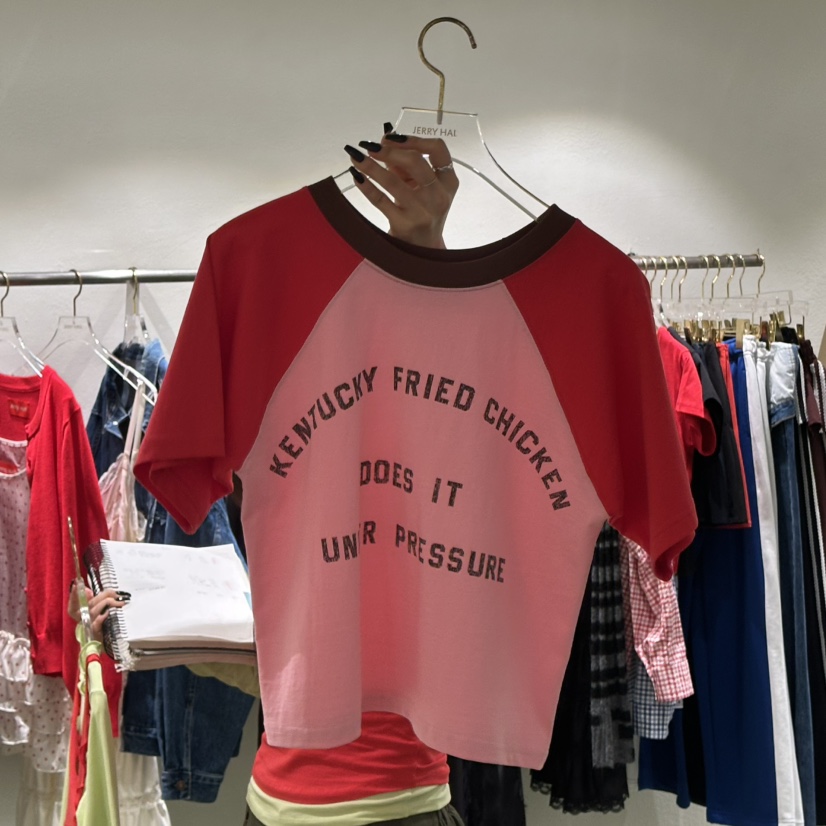 JERRY HAI
KENTUCKY FRIED CHICKEN
DOES IT
PRESSURE